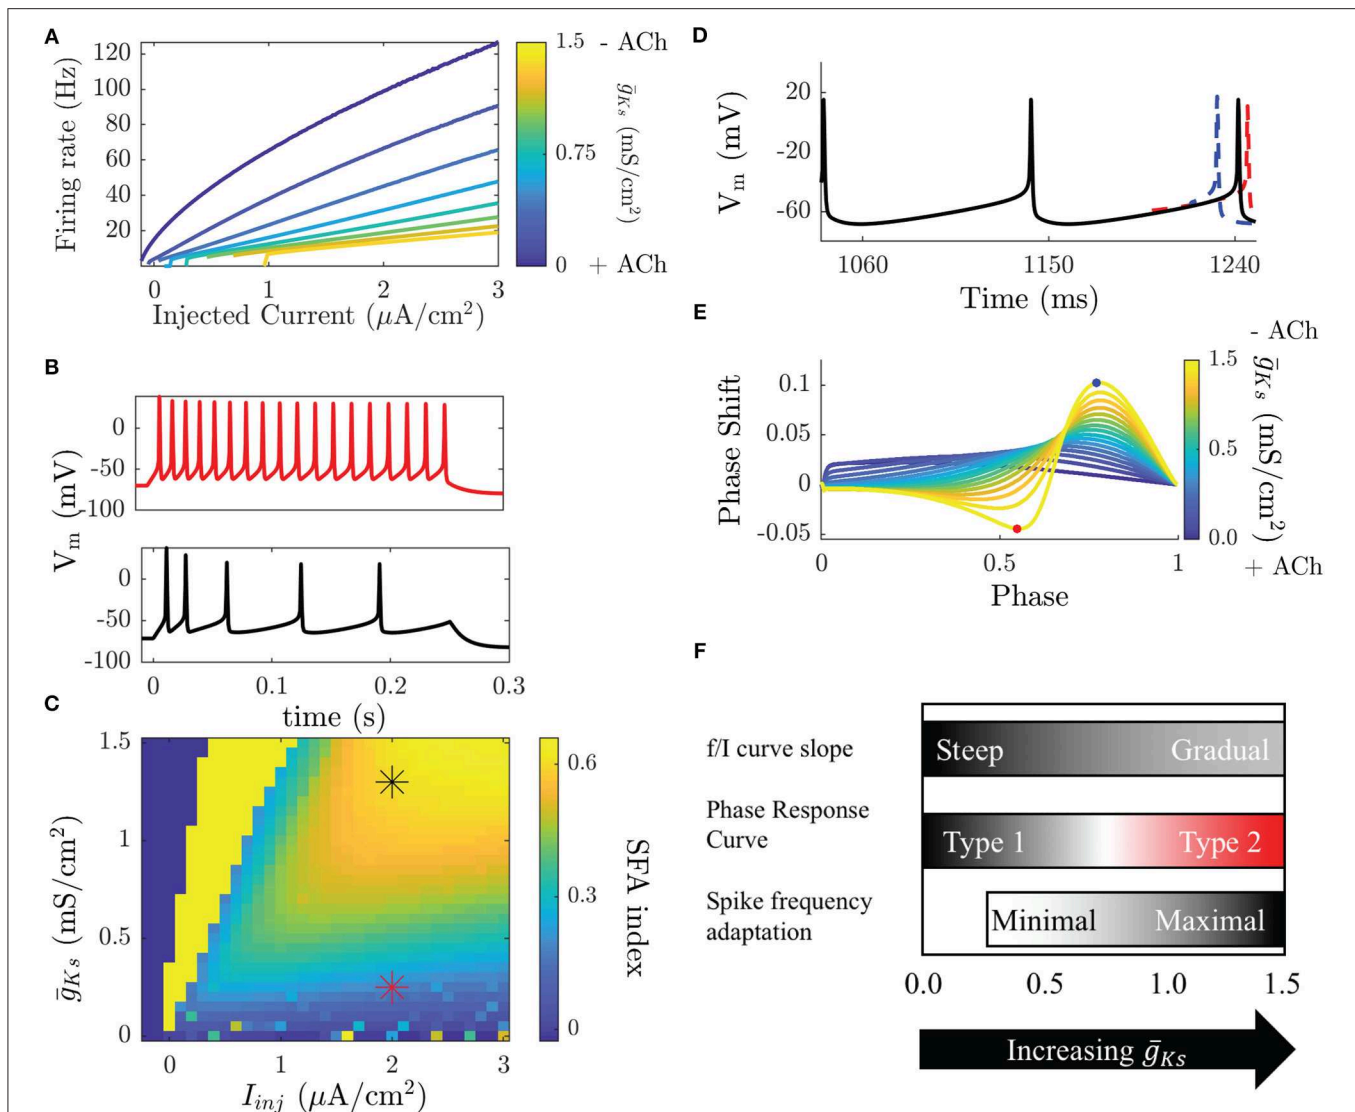 A
Firing rate (Hz)
120
100
80
60
40
20
0
1
2
3
Injected Current (μA/cm²)
1.5
0.75
0
- ACh
ḡKs (mS/cm²)
+ ACh
B
Vm (mV)
0
-50
-100
0
-50
-100
0
0.1
0.2
0.3
time (s)
C
ḡKs (mS/cm²)
1.5
1
0.5
0
0
1
2
3
Iinj (μA/cm²)
0.6
0.3
0
SFA index
D
Vm (mV)
20
-20
-60
1060
1150
1240
Time (ms)
E
Phase Shift
0.1
0.05
0
-0.05
0
0.5
1
Phase
- ACh
1.5
0.5
0.0
ḡKs (mS/cm²)
+ ACh
F
f/I curve slope
Steep
Gradual
Phase Response
Curve
Type 1
Type 2
Spike frequency
adaptation
Minimal
Maximal
0.0
0.5
1.0
1.5
Increasing ḡKs